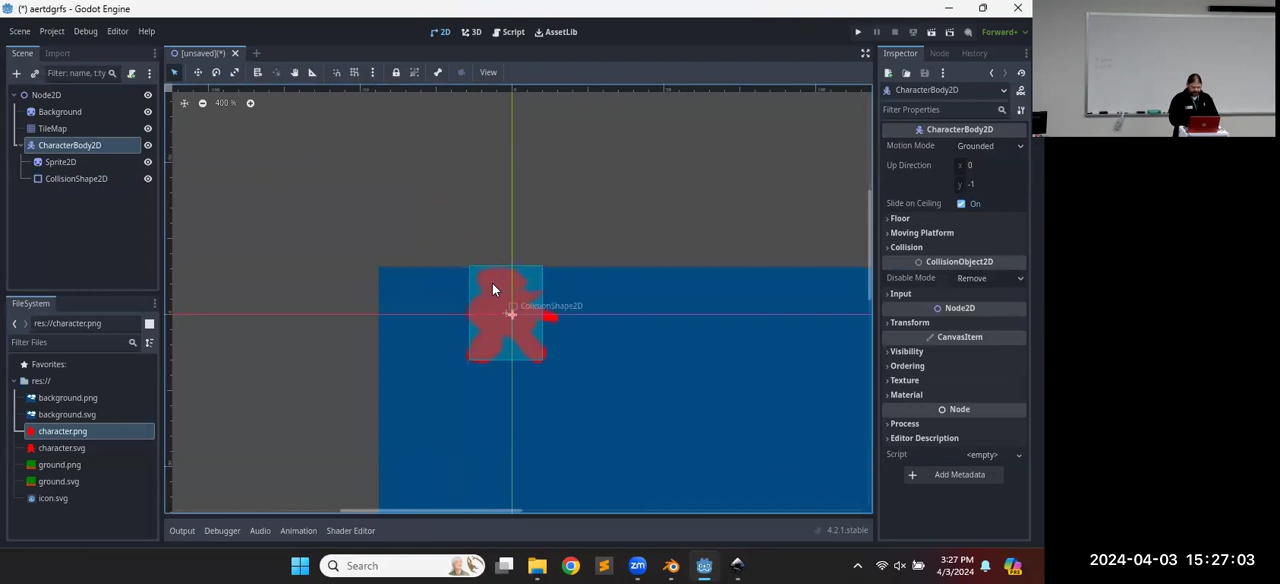 (*) aertdgrfs - Godot Engine
Scene Project Debug Editor Help
2D 3D Script AssetLib
Forward+
Scene Import
[unsaved](*)
Inspector Node History
Filter: name, t:ty
View
CharacterBody2D
Filter Properties
400 %
Node2D
Background
TileMap
CharacterBody2D
Sprite2D
CollisionShape2D
CollisionShape2D
CharacterBody2D
Motion Mode Grounded
Up Direction x 0
y -1
Slide on Ceiling On
Floor
Moving Platform
Collision
CollisionObject2D
Disable Mode Remove
Input
Node2D
Transform
CanvasItem
Visibility
Ordering
Texture
Material
Node
Process
Editor Description
Script <empty>
Add Metadata
FileSystem
res://character.png
Filter Files
Favorites:
res://
background.png
background.svg
character.png
character.svg
ground.png
ground.svg
icon.svg
Output Debugger Audio Animation Shader Editor
4.2.1.stable
Search
zm
3:27 PM
4/3/2024
2024-04-03 15:27:03